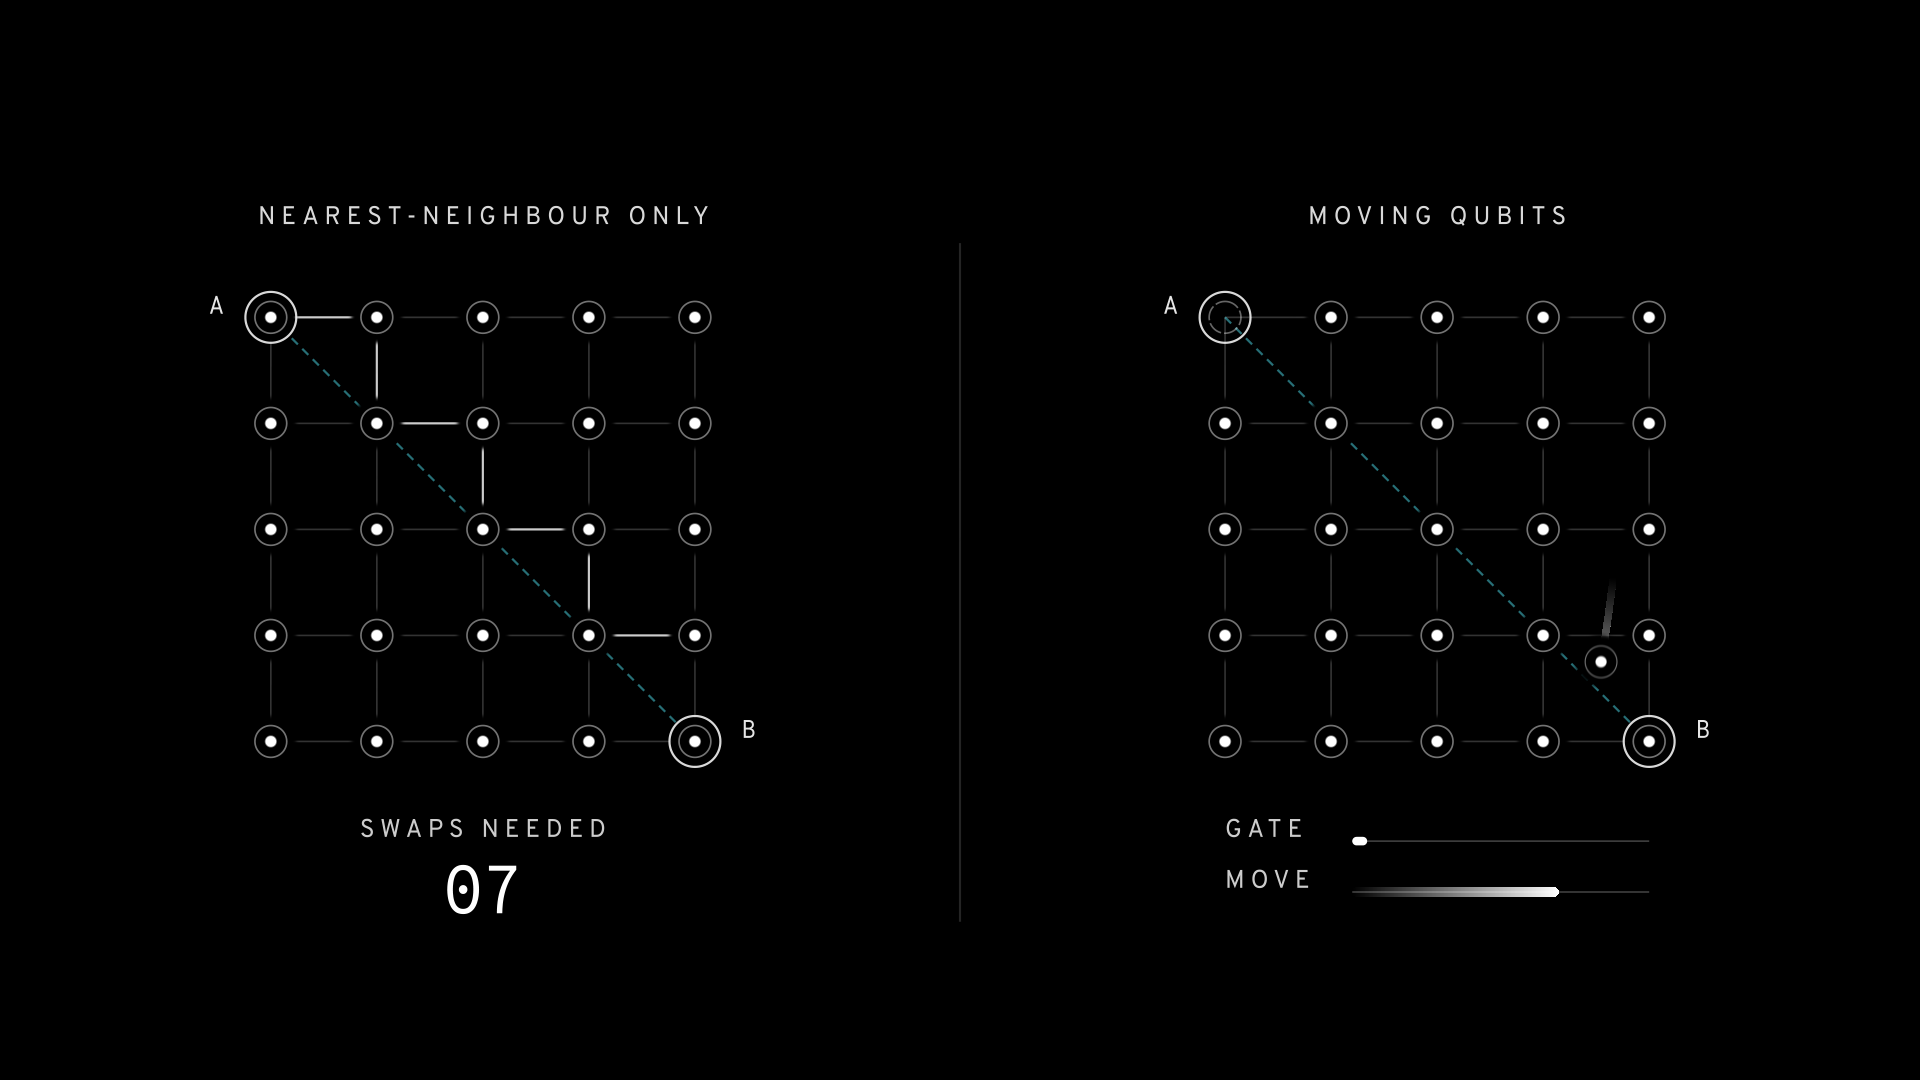 NEAREST-NEIGHBOUR ONLY
A
B
SWAPS NEEDED
07
MOVING QUBITS
A
B
GATE
MOVE